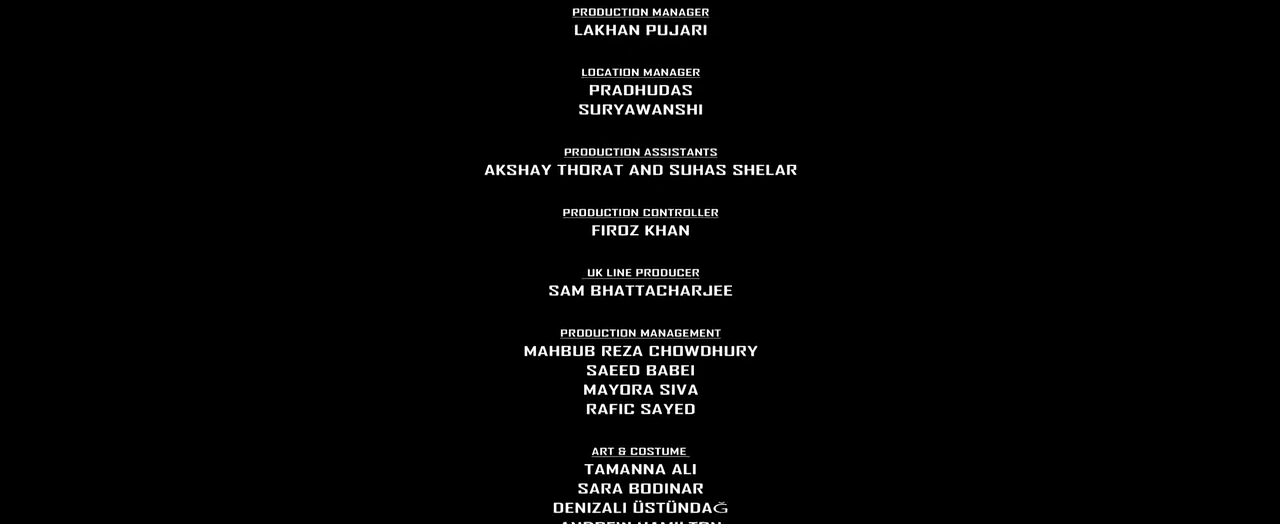 PRODUCTION MANAGER
LAKHAN PUJARI
LOCATION MANAGER
PRADHUDAS
SURYAWANSHI
PRODUCTION ASSISTANTS
AKSHAY THORAT AND SUHAS SHELAR
PRODUCTION CONTROLLER
FIROZ KHAN
UK LINE PRODUCER
SAM BHATTACHARJEE
PRODUCTION MANAGEMENT
MAHBUB REZA CHOWDHURY
SAEED BABEI
MAYORA SIVA
RAFIC SAYED
ART & COSTUME
TAMANNA ALI
SARA BODINAR
DENIZALI ÜSTÜNDAĞ